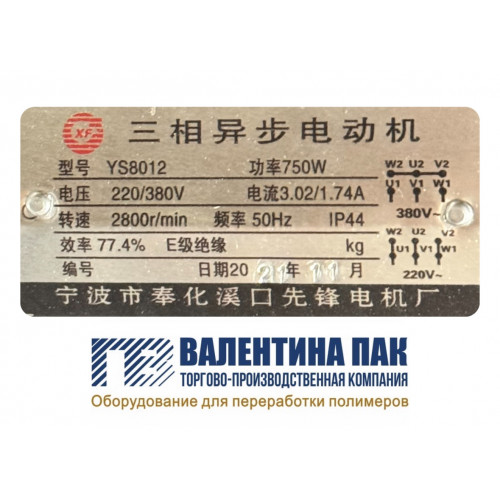 XF 三相异步电动机
型号 YS8012 功率750W W2 U2 V2
电压 220/380V 电流3.02/1.74A U1 V1 W1
转速 2800r/min 频率 50Hz IP44 380V~
效率 77.4% E级绝缘 kg W2 U2 V2
编号 日期2021年11月 U1 V1 W1
220V~
宁波市奉化溪口先锋电机厂
ВАЛЕНТИНА ПАК
ТОРГОВО-ПРОИЗВОДСТВЕННАЯ КОМПАНИЯ
Оборудование для переработки полимеров